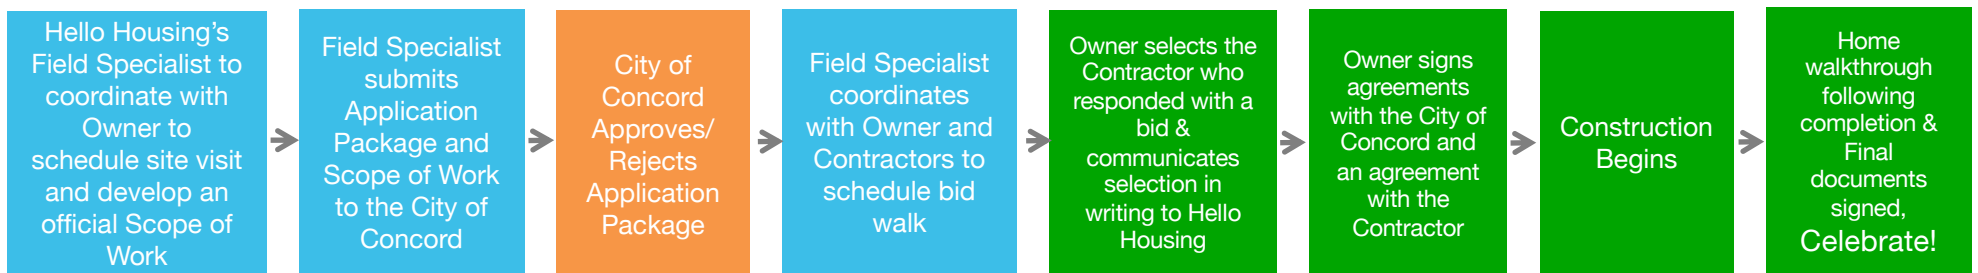 Hello Housing's
Field Specialist to
coordinate with
Owner to
schedule site visit
and develop an
official Scope of
Work
Field Specialist
submits
Application
Package and
Scope of Work
to the City of
Concord
City of
Concord
Approves/
Rejects
Application
Package
Field Specialist
coordinates
with Owner and
Contractors to
schedule bid
walk
Owner selects the
Contractor who
responded with a
bid &
communicates
selection in
writing to Hello
Housing
Owner signs
agreements
with the City of
Concord and
an agreement
with the
Contractor
Construction
Begins
Home
walkthrough
following
completion &
Final
documents
signed,
Celebrate!